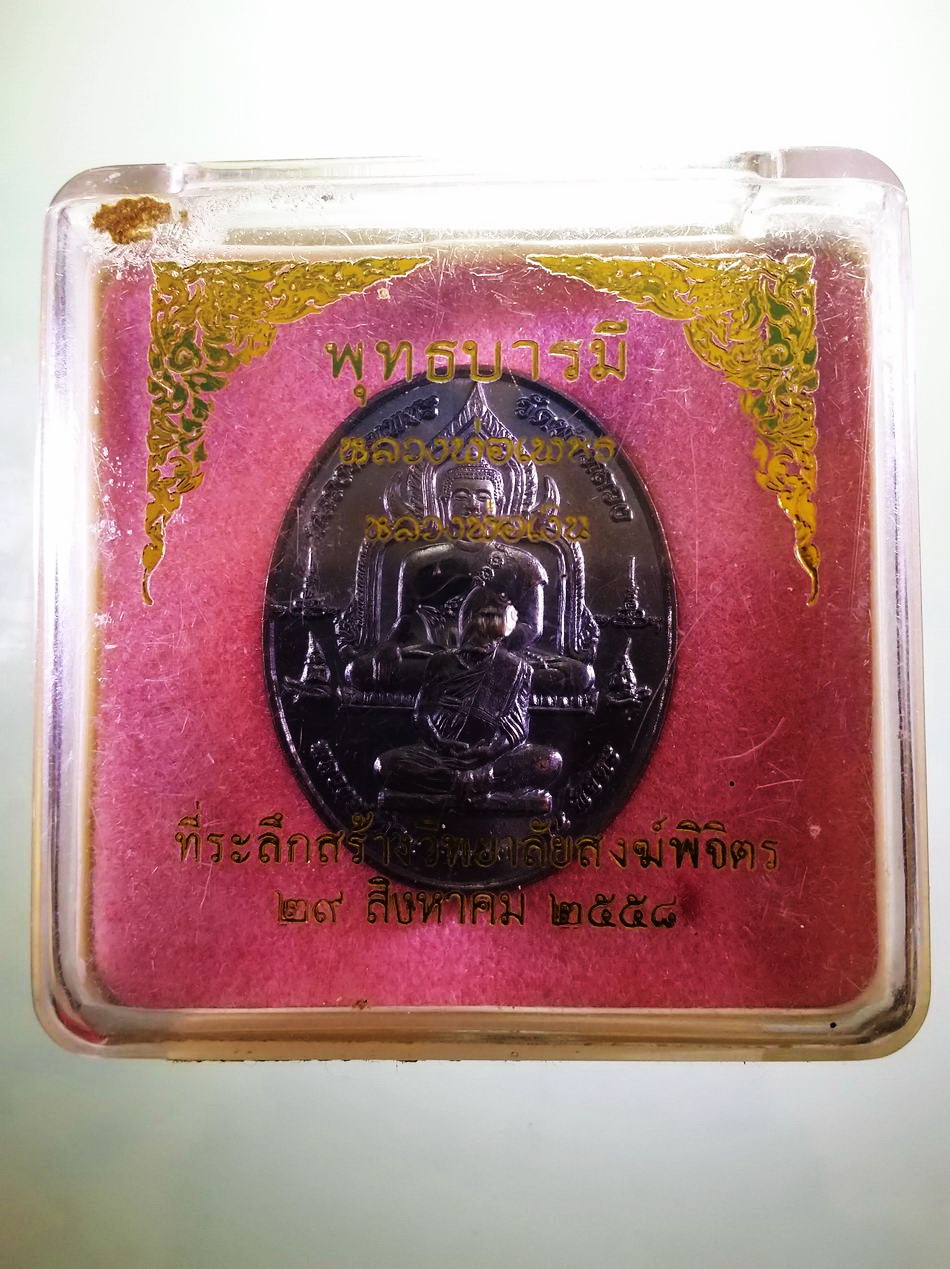 พุทธบารมี
หลวงพ่อเพชร
หลวงพ่อเงิน
ที่ระลึกสร้างวิทยาลัยสงฆ์พิจิตร
๒๙ สิงหาคม ๒๕๕๘